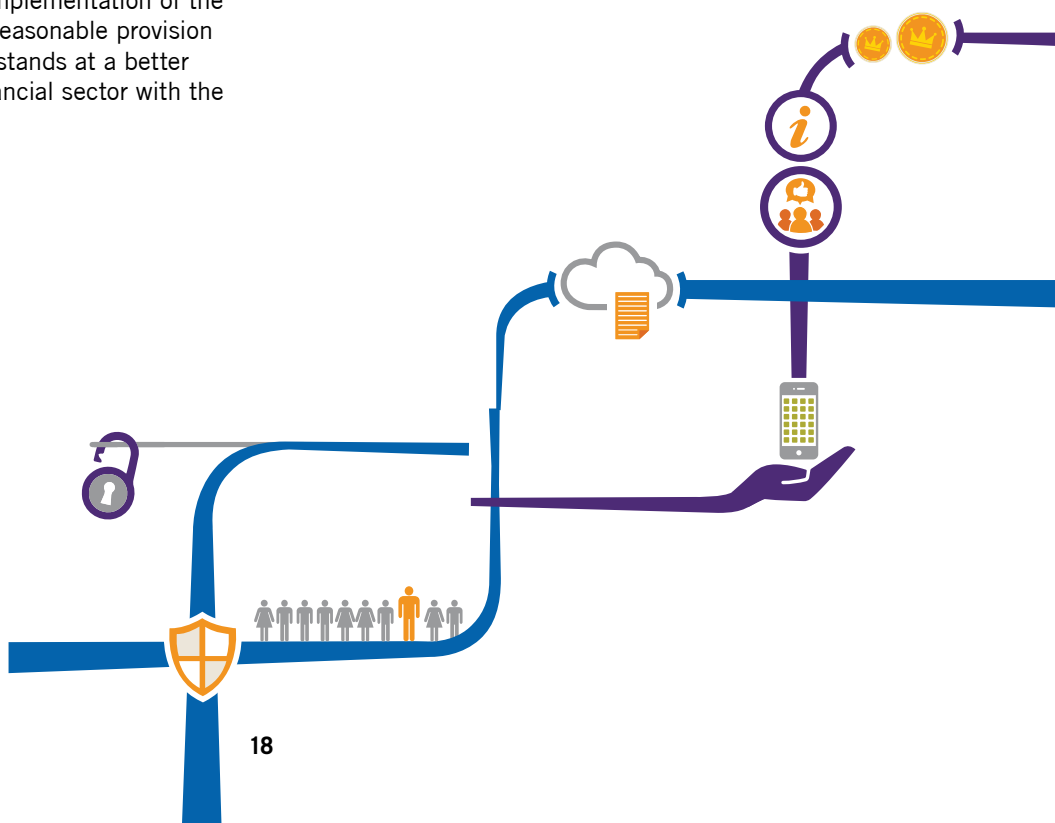 easonable provision
stands at a better
ancial sector with the
i
18